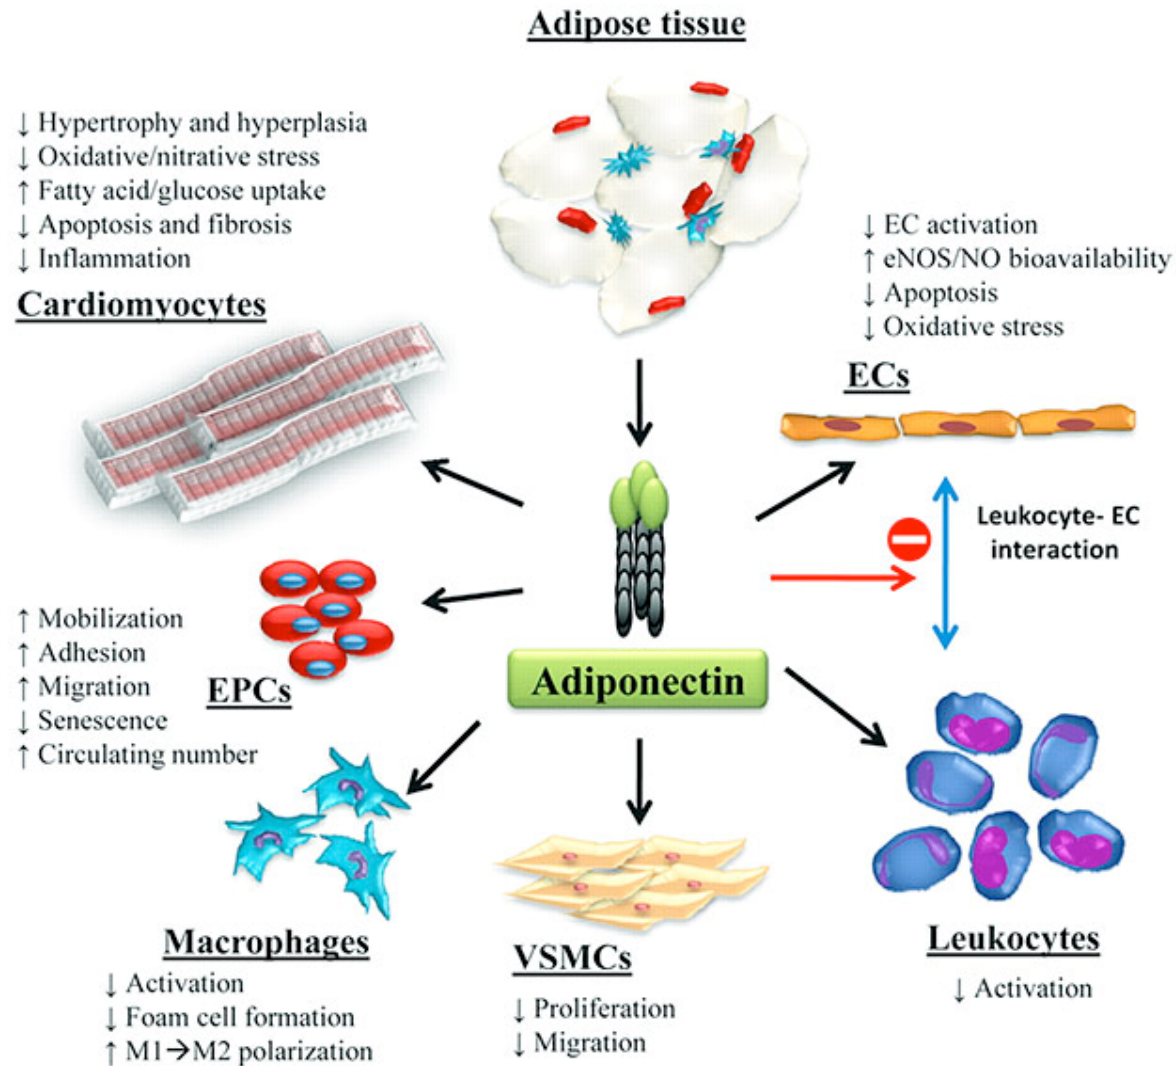 Adipose tissue
↓ Hypertrophy and hyperplasia
↓ Oxidative/nitrative stress
↑ Fatty acid/glucose uptake
↓ Apoptosis and fibrosis
↓ Inflammation
Cardiomyocytes
↓ EC activation
↑ eNOS/NO bioavailability
↓ Apoptosis
↓ Oxidative stress
ECs
Leukocyte- EC
interaction
↑ Mobilization
↑ Adhesion
↑ Migration
↓ Senescence
↑ Circulating number
EPCs
Adiponectin
Macrophages
↓ Activation
↓ Foam cell formation
↑ M1→M2 polarization
VSMCs
↓ Proliferation
↓ Migration
Leukocytes
↓ Activation